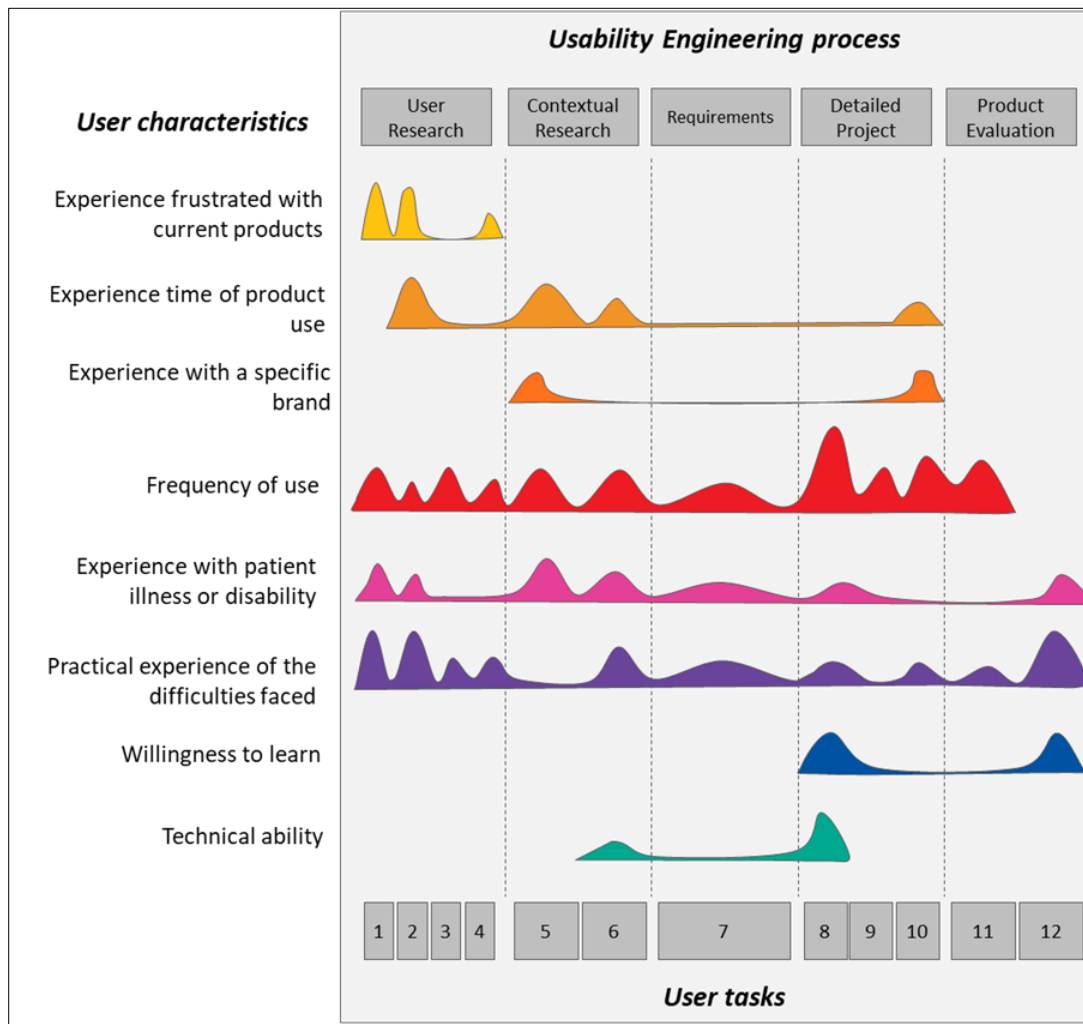 Usability Engineering process
User characteristics
User
Research
Contextual
Research
Requirements
Detailed
Project
Product
Evaluation
Experience frustrated with
current products
Experience time of product
use
Experience with a specific
brand
Frequency of use
Experience with patient
illness or disability
Practical experience of the
difficulties faced
Willingness to learn
Technical ability
1 2 3 4 5 6 7 8 9 10 11 12
User tasks